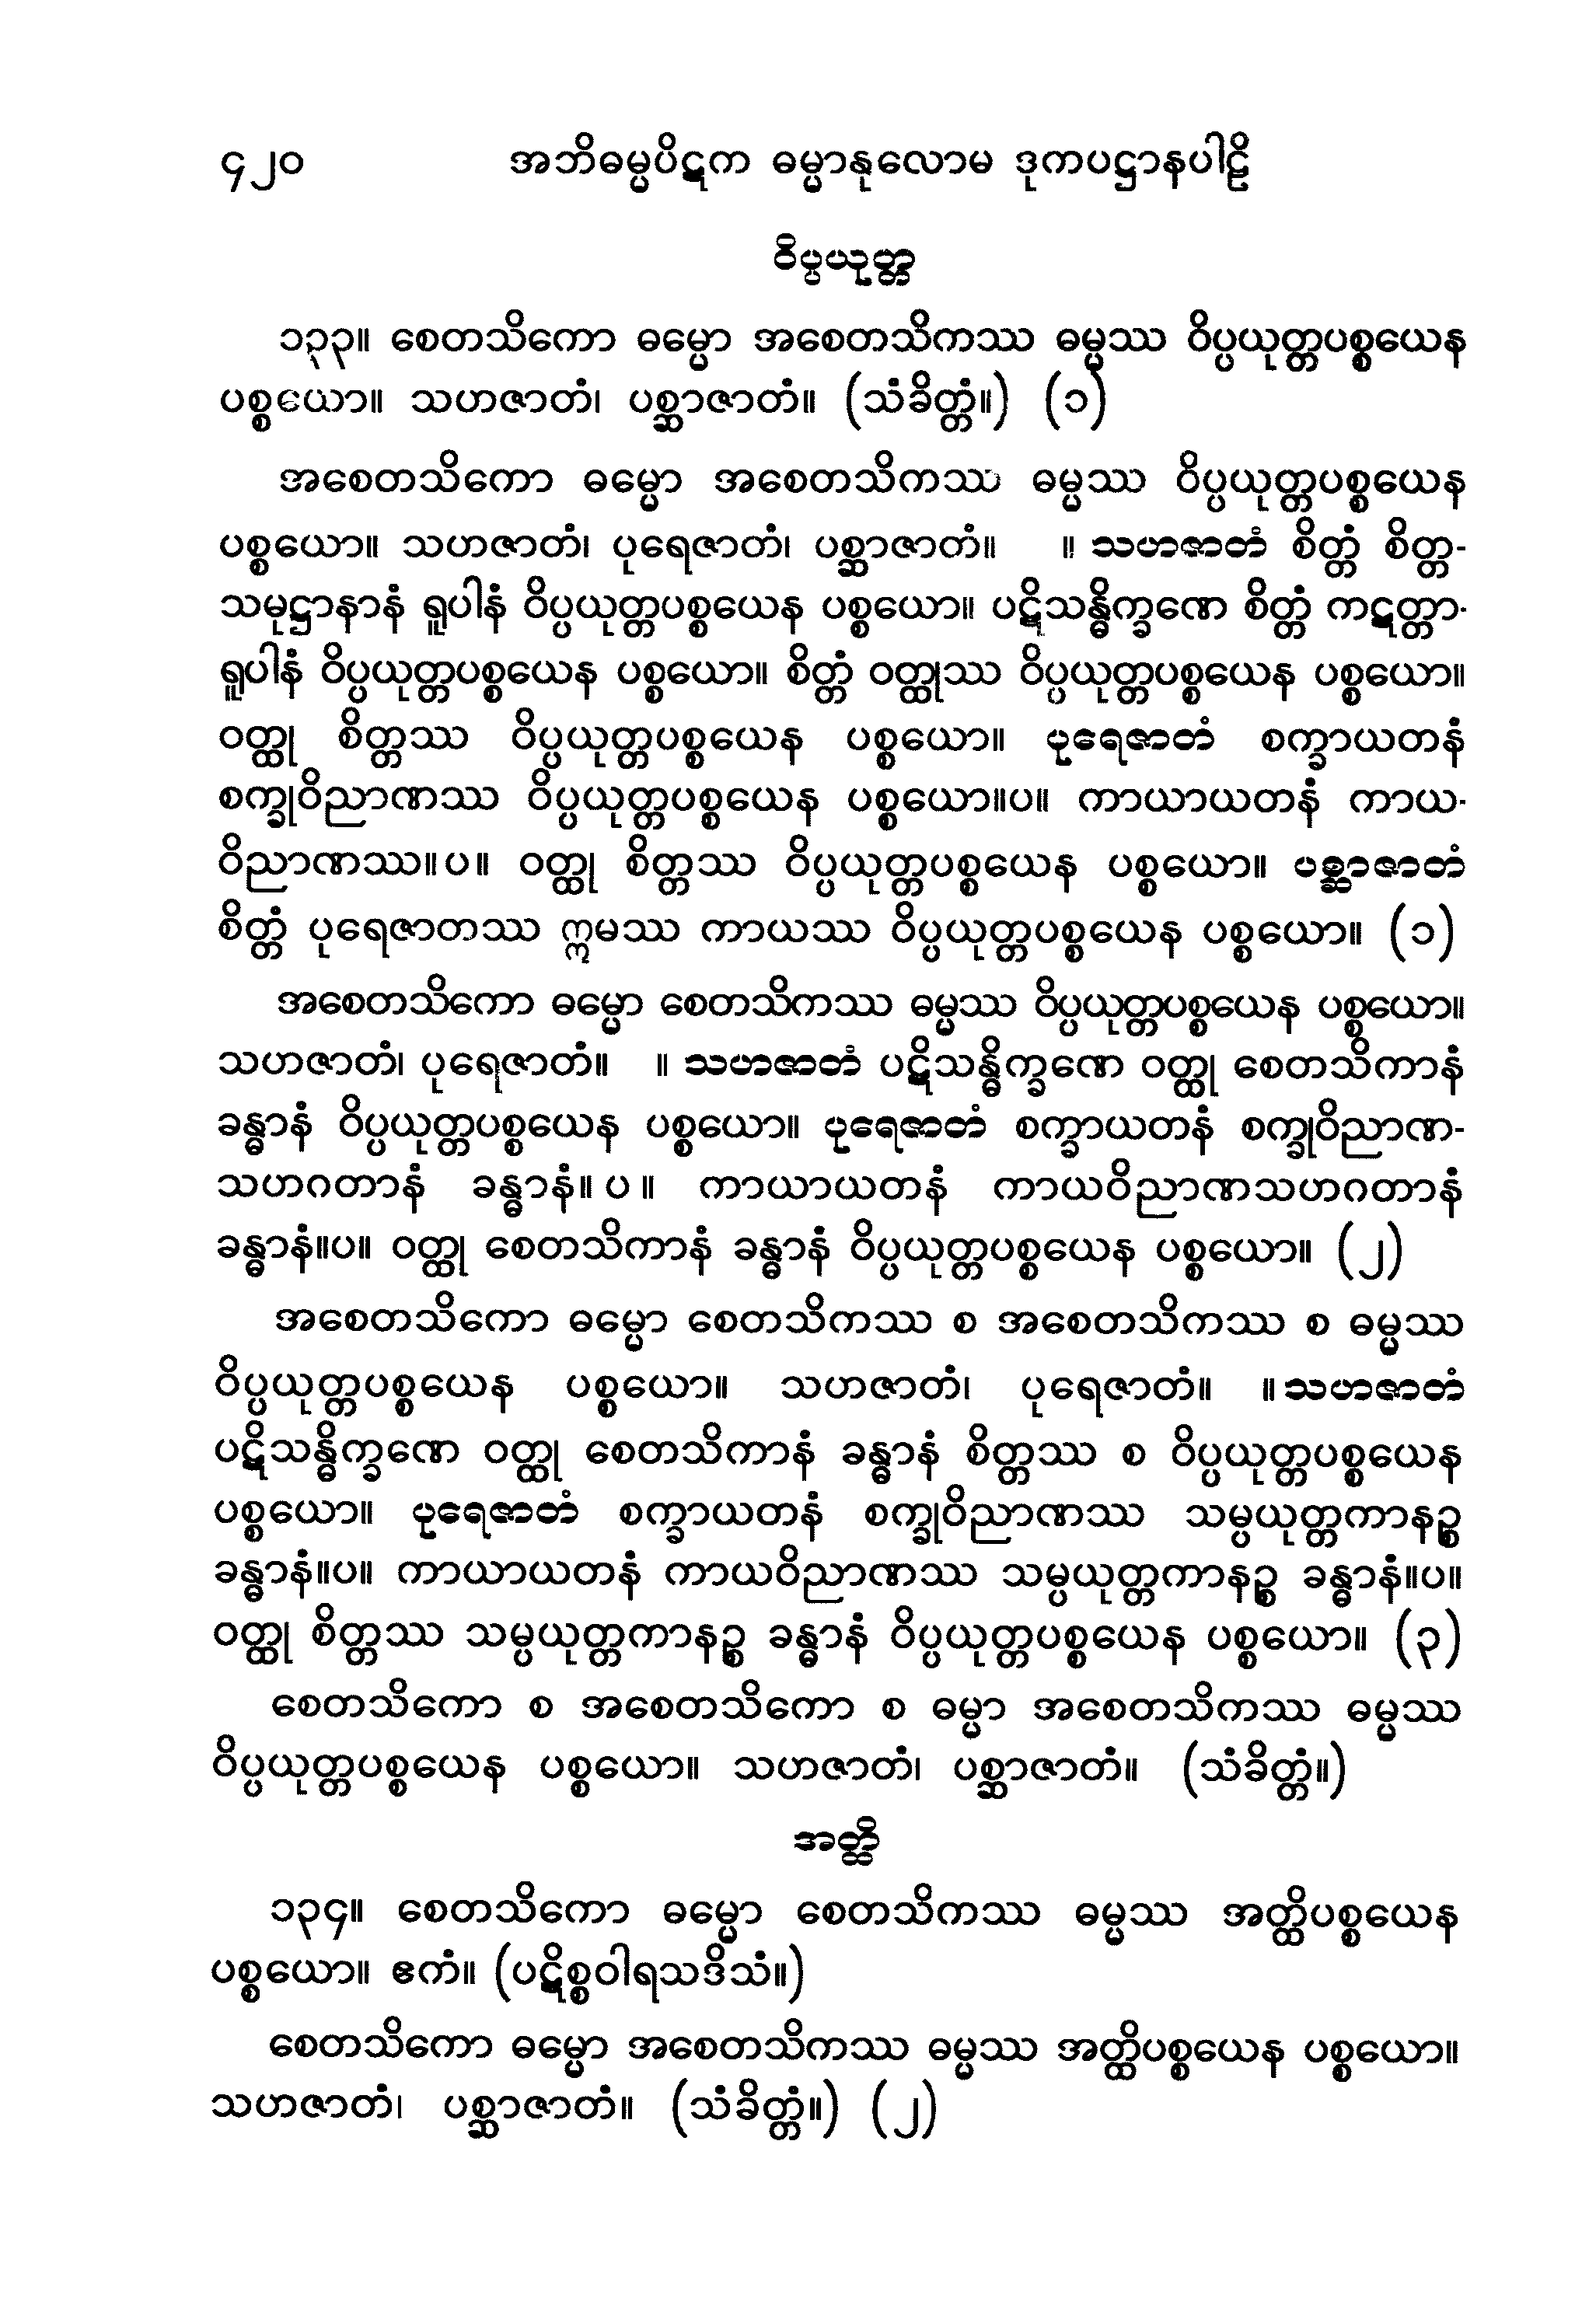 ၄၂၀ အဘိဓမ္မပိဋက ဓမ္မာနုလောမ ဒုကပဋ္ဌာနပါဠိ
ဝိပ္ပယုတ္တ
၁၃၃။ စေတသိကော ဓမ္မော အစေတသိကဿ ဓမ္မဿ ဝိပ္ပယုတ္တပစ္စယေန
ပစ္စယော။ သဟဇာတံ၊ ပစ္ဆာဇာတံ။ (သံခိတ္တံ။) (၁)
အစေတသိကော ဓမ္မော အစေတသိကဿ ဓမ္မဿ ဝိပ္ပယုတ္တပစ္စယေန
ပစ္စယော။ သဟဇာတံ၊ ပုရေဇာတံ၊ ပစ္ဆာဇာတံ။ ။ သဟဇာတံ စိတ္တံ စိတ္တ-
သမုဋ္ဌာနာနံ ရူပါနံ ဝိပ္ပယုတ္တပစ္စယေန ပစ္စယော။ ပဋိသန္ဓိက္ခဏေ စိတ္တံ ကဋတ္တာ-
ရူပါနံ ဝိပ္ပယုတ္တပစ္စယေန ပစ္စယော။ စိတ္တံ ဝတ္ထုဿ ဝိပ္ပယုတ္တပစ္စယေန ပစ္စယော။
ဝတ္ထု စိတ္တဿ ဝိပ္ပယုတ္တပစ္စယေန ပစ္စယော။ ပုရေဇာတံ စက္ခာယတနံ
စက္ခုဝိညာဏဿ ဝိပ္ပယုတ္တပစ္စယေန ပစ္စယော။ပ။ ကာယာယတနံ ကာယ-
ဝိညာဏဿ။ပ။ ဝတ္ထု စိတ္တဿ ဝိပ္ပယုတ္တပစ္စယေန ပစ္စယော။ ပစ္ဆာဇာတံ
စိတ္တံ ပုရေဇာတဿ ဣမဿ ကာယဿ ဝိပ္ပယုတ္တပစ္စယေန ပစ္စယော။ (၁)
အစေတသိကော ဓမ္မော စေတသိကဿ ဓမ္မဿ ဝိပ္ပယုတ္တပစ္စယေန ပစ္စယော။
သဟဇာတံ၊ ပုရေဇာတံ။ ။ သဟဇာတံ ပဋိသန္ဓိက္ခဏေ ဝတ္ထု စေတသိကာနံ
ခန္ဓာနံ ဝိပ္ပယုတ္တပစ္စယေန ပစ္စယော။ ပုရေဇာတံ စက္ခာယတနံ စက္ခုဝိညာဏ-
သဟဂတာနံ ခန္ဓာနံ။ပ။ ကာယာယတနံ ကာယဝိညာဏသဟဂတာနံ
ခန္ဓာနံ။ပ။ ဝတ္ထု စေတသိကာနံ ခန္ဓာနံ ဝိပ္ပယုတ္တပစ္စယေန ပစ္စယော။ (၂)
အစေတသိကော ဓမ္မော စေတသိကဿ စ အစေတသိကဿ စ ဓမ္မဿ
ဝိပ္ပယုတ္တပစ္စယေန ပစ္စယော။ သဟဇာတံ၊ ပုရေဇာတံ။ ။သဟဇာတံ
ပဋိသန္ဓိက္ခဏေ ဝတ္ထု စေတသိကာနံ ခန္ဓာနံ စိတ္တဿ စ ဝိပ္ပယုတ္တပစ္စယေန
ပစ္စယော။ ပုရေဇာတံ စက္ခာယတနံ စက္ခုဝိညာဏဿ သမ္ပယုတ္တကာနဉ္စ
ခန္ဓာနံ။ပ။ ကာယာယတနံ ကာယဝိညာဏဿ သမ္ပယုတ္တကာနဉ္စ ခန္ဓာနံ။ပ။
ဝတ္ထု စိတ္တဿ သမ္ပယုတ္တကာနဉ္စ ခန္ဓာနံ ဝိပ္ပယုတ္တပစ္စယေန ပစ္စယော။ (၃)
စေတသိကော စ အစေတသိကော စ ဓမ္မာ အစေတသိကဿ ဓမ္မဿ
ဝိပ္ပယုတ္တပစ္စယေန ပစ္စယော။ သဟဇာတံ၊ ပစ္ဆာဇာတံ။ (သံခိတ္တံ။)
အတ္ထိ
၁၃၄။ စေတသိကော ဓမ္မော စေတသိကဿ ဓမ္မဿ အတ္ထိပစ္စယေန
ပစ္စယော။ ဧကံ။ (ပဋိစ္စဝါရသဒိသံ။)
စေတသိကော ဓမ္မော အစေတသိကဿ ဓမ္မဿ အတ္ထိပစ္စယေန ပစ္စယော။
သဟဇာတံ၊ ပစ္ဆာဇာတံ။ (သံခိတ္တံ။) (၂)